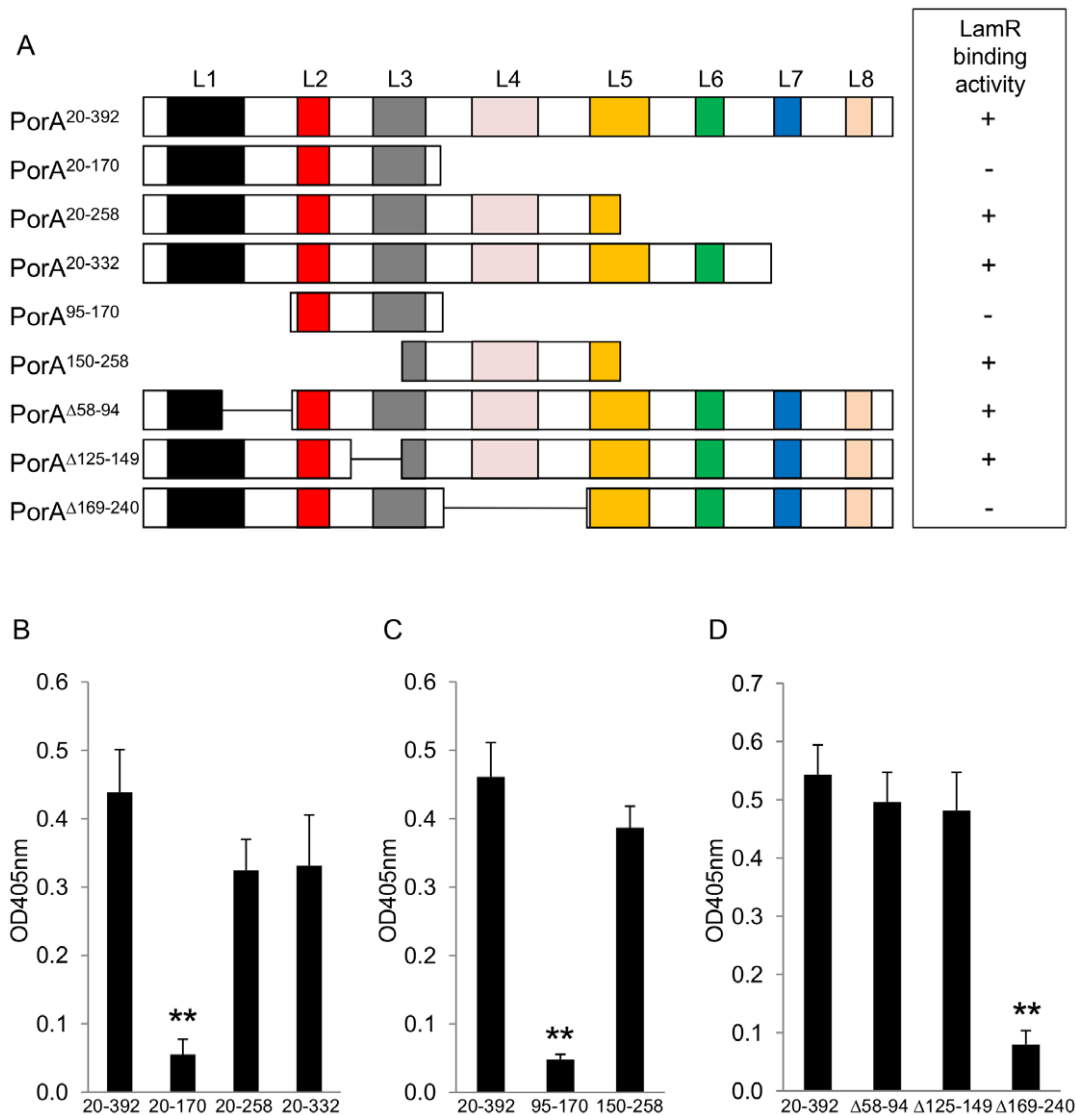 A
LamR
binding
activity
L1 L2 L3 L4 L5 L6 L7 L8
PorA20-392 +
PorA20-170 -
PorA20-258 +
PorA20-332 +
PorA95-170 -
PorA150-258 +
PorAΔ58-94 +
PorAΔ125-149 +
PorAΔ169-240 -
B
0.6
0.5
0.4
0.3
0.2
0.1
0.0
OD405nm
**
20-392 20-170 20-258 20-332
C
0.6
0.5
0.4
0.3
0.2
0.1
0.0
OD405nm
**
20-392 95-170 150-258
D
0.7
0.6
0.5
0.4
0.3
0.2
0.1
0.0
OD405nm
**
20-392 Δ58-94 Δ125-149 Δ169-240